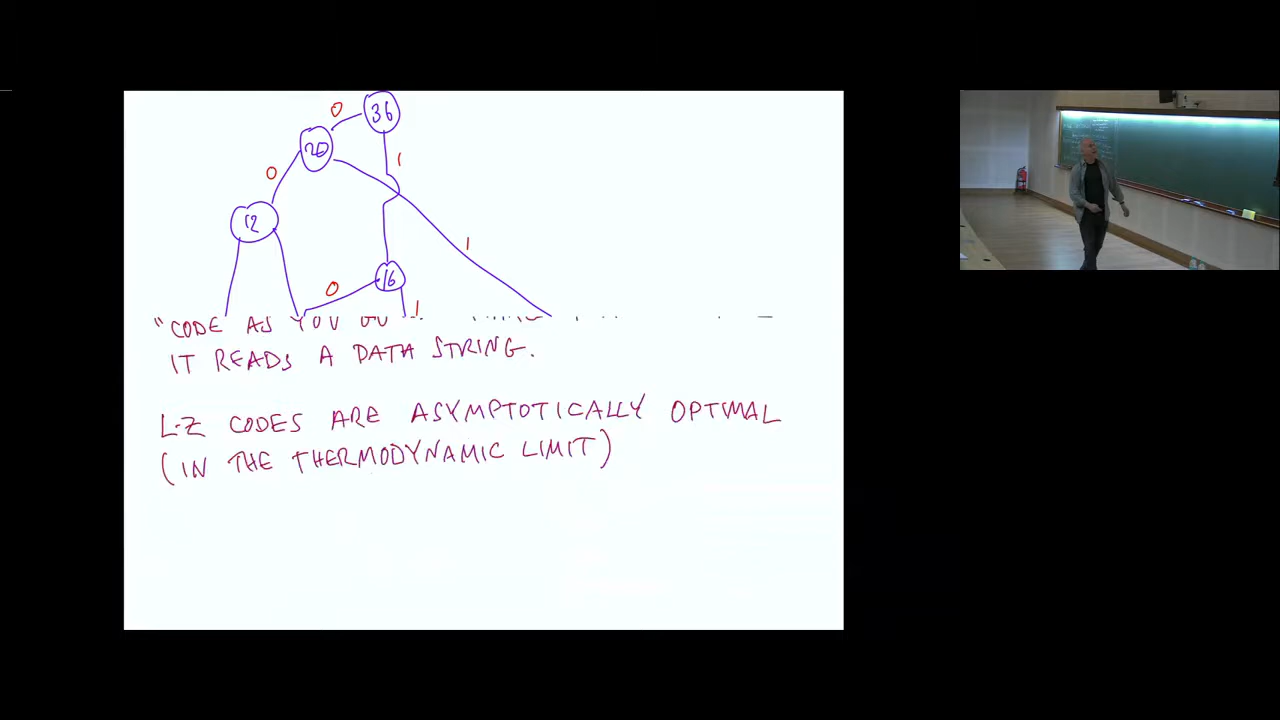 0 36
20 1
0
12 1
0 16
1
"CODE AS YOU GO"
IT READS A DATA STRING.
L-Z CODES ARE ASYMPTOTICALLY OPTIMAL
(IN THE THERMODYNAMIC LIMIT)